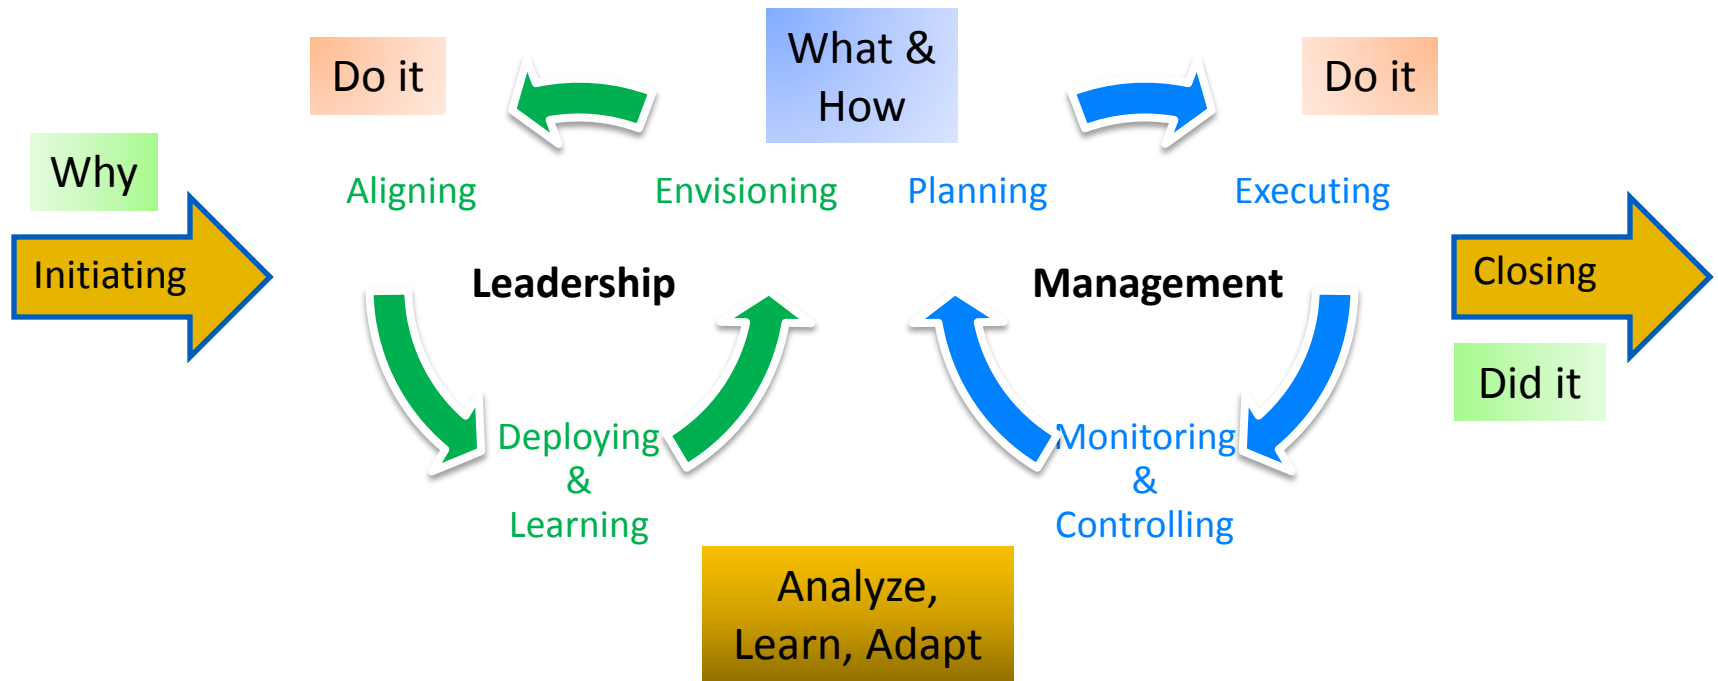 Do it
What &
How
Do it
Why
Aligning
Envisioning
Planning
Executing
Initiating
Leadership
Management
Closing
Did it
Deploying
&
Learning
Monitoring
&
Controlling
Analyze,
Learn, Adapt